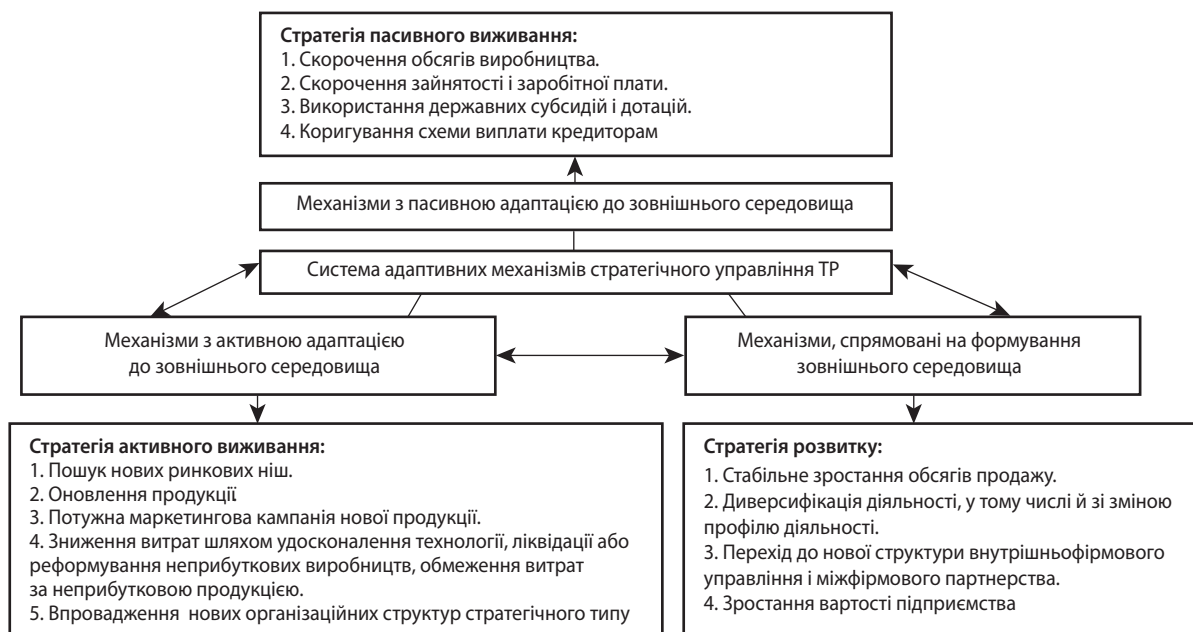 Стратегія пасивного виживання:
1. Скорочення обсягів виробництва.
2. Скорочення зайнятості і заробітної плати.
3. Використання державних субсидій і дотацій.
4. Коригування схеми виплати кредиторам
Механізми з пасивною адаптацією до зовнішнього середовища
Система адаптивних механізмів стратегічного управління ТР
Механізми з активною адаптацією
до зовнішнього середовища
Механізми, спрямовані на формування
зовнішнього середовища
Стратегія активного виживання:
1. Пошук нових ринкових ніш.
2. Оновлення продукції.
3. Потужна маркетингова кампанія нової продукції.
4. Зниження витрат шляхом удосконалення технології, ліквідації або
реформування неприбуткових виробництв, обмеження витрат
за неприбутковою продукцією.
5. Впровадження нових організаційних структур стратегічного типу
Стратегія розвитку:
1. Стабільне зростання обсягів продажу.
2. Диверсифікація діяльності, у тому числі й зі зміною
профілю діяльності.
3. Перехід до нової структури внутрішньофірмового
управління і міжфірмового партнерства.
4. Зростання вартості підприємства